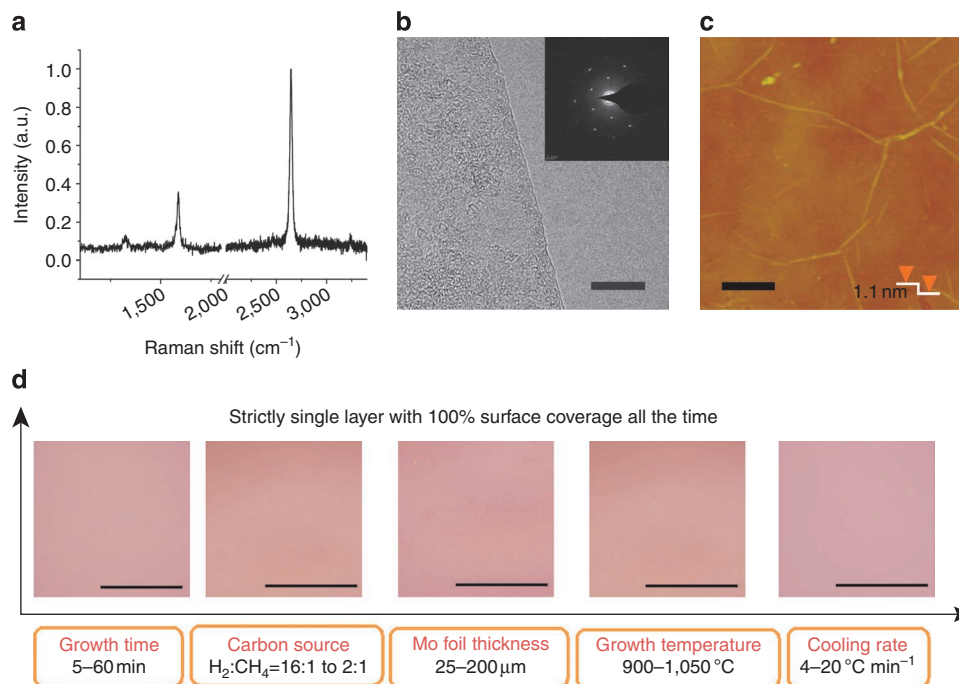 a
1.0
0.8
0.6
0.4
0.2
0.0
Intensity (a.u.)
1,500
2,000
2,500
3,000
Raman shift (cm⁻¹)
b
c
1.1 nm
d
Strictly single layer with 100% surface coverage all the time
Growth time
5–60 min
Carbon source
H₂:CH₄=16:1 to 2:1
Mo foil thickness
25–200 μm
Growth temperature
900–1,050 °C
Cooling rate
4–20 °C min⁻¹